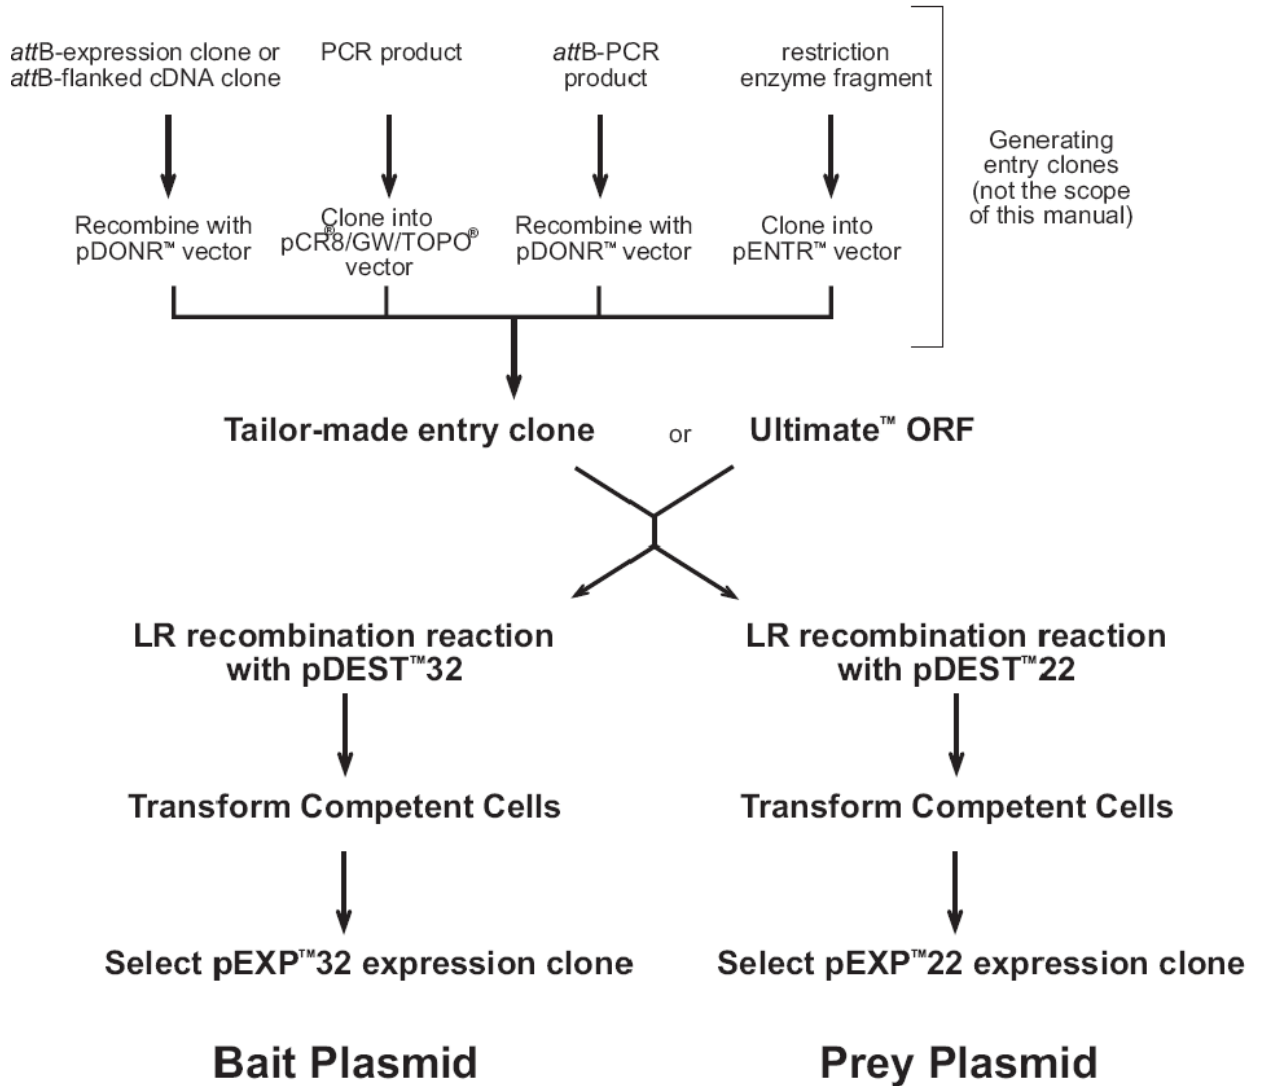 attB-expression clone or
attB-flanked cDNA clone
PCR product
attB-PCR
product
restriction
enzyme fragment
Generating
entry clones
(not the scope
of this manual)
Recombine with
pDONR™ vector
Clone into
pCR®8/GW/TOPO®
vector
Recombine with
pDONR™ vector
Clone into
pENTR™ vector
Tailor-made entry clone or Ultimate™ ORF
LR recombination reaction
with pDEST™32
LR recombination reaction
with pDEST™22
Transform Competent Cells
Transform Competent Cells
Select pEXP™32 expression clone
Select pEXP™22 expression clone
Bait Plasmid
Prey Plasmid